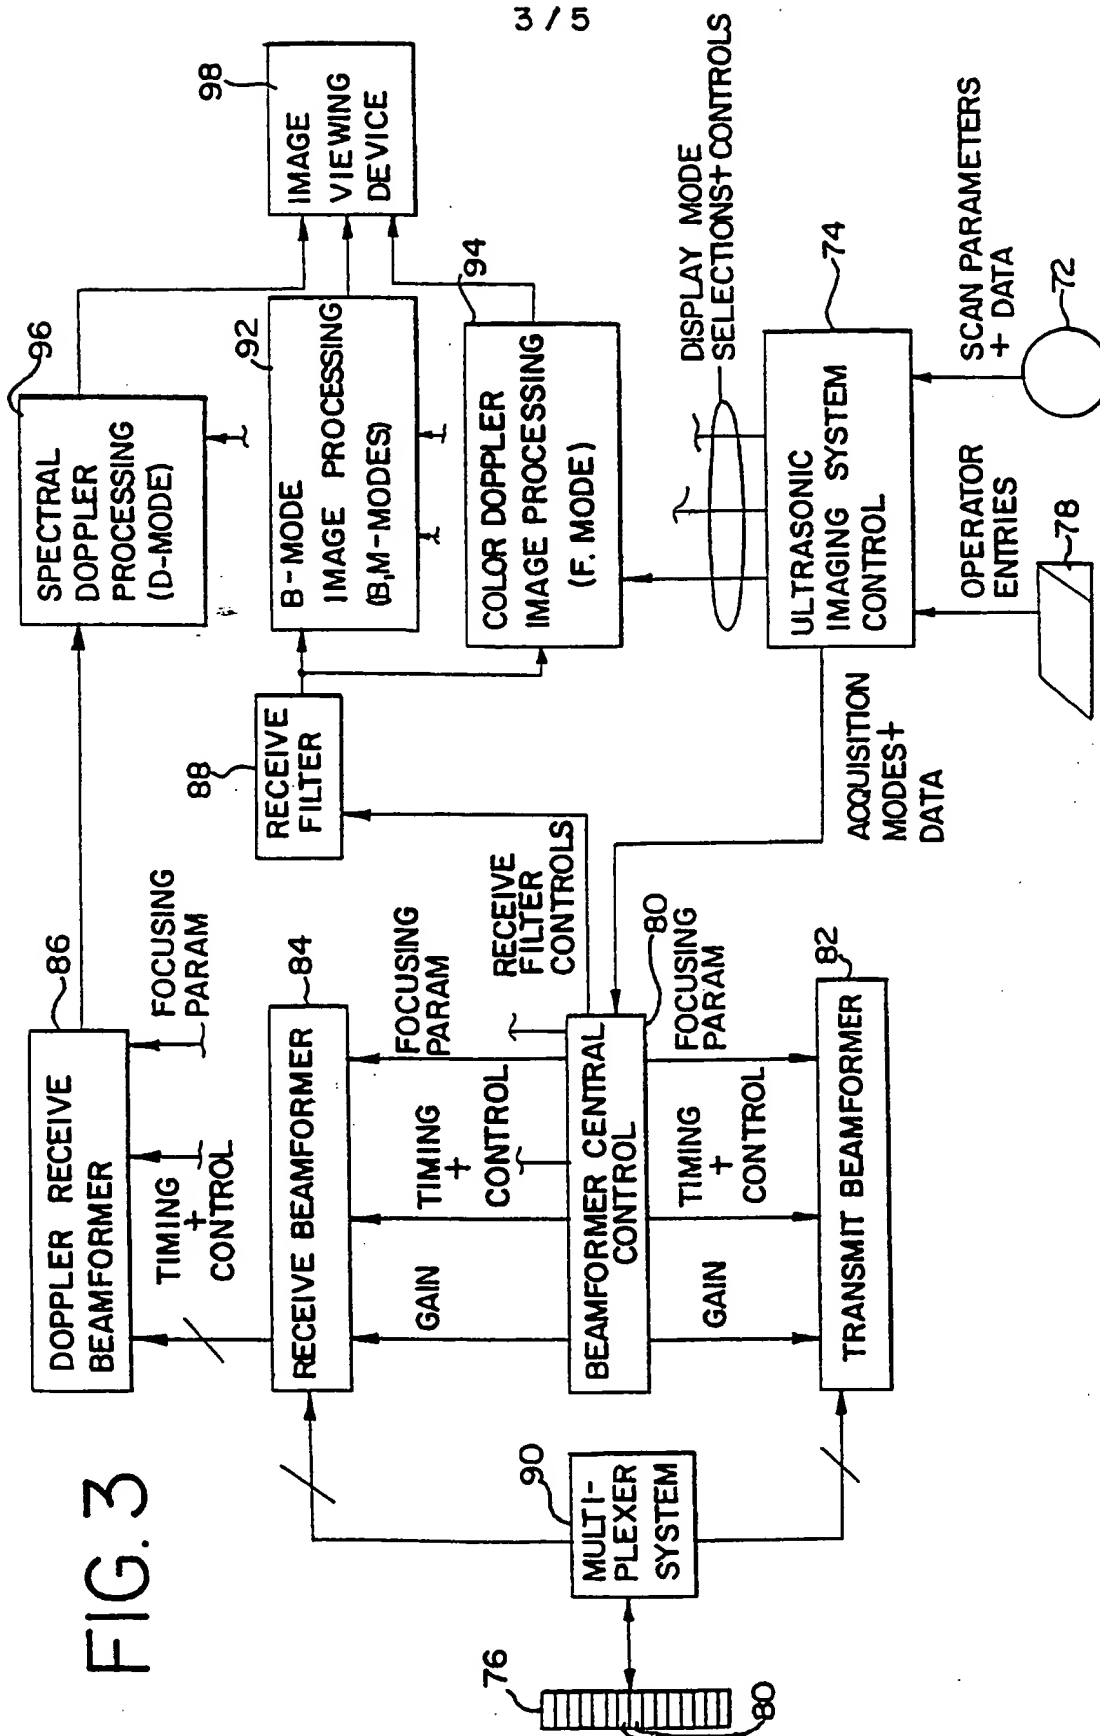 3 / 5
FIG. 3
76
80
90
MULTI-
PLEXER
SYSTEM
DOPPLER RECEIVE
BEAMFORMER
86
TIMING
+
CONTROL
FOCUSING
PARAM
RECEIVE BEAMFORMER
84
GAIN
TIMING
+
CONTROL
FOCUSING
PARAM
RECEIVE
FILTER
CONTROLS
BEAMFORMER CENTRAL
CONTROL
80
GAIN
TIMING
+
CONTROL
FOCUSING
PARAM
TRANSMIT BEAMFORMER
82
88
RECEIVE
FILTER
ACQUISITION
MODES+
DATA
SPECTRAL
DOPPLER
PROCESSING
(D-MODE)
96
B-MODE
IMAGE PROCESSING
(B,M-MODES)
92
COLOR DOPPLER
IMAGE PROCESSING
(F. MODE)
94
98
IMAGE
VIEWING
DEVICE
DISPLAY MODE
SELECTIONS+CONTROLS
ULTRASONIC
IMAGING SYSTEM
CONTROL
74
OPERATOR
ENTRIES
78
SCAN PARAMETERS
+ DATA
72